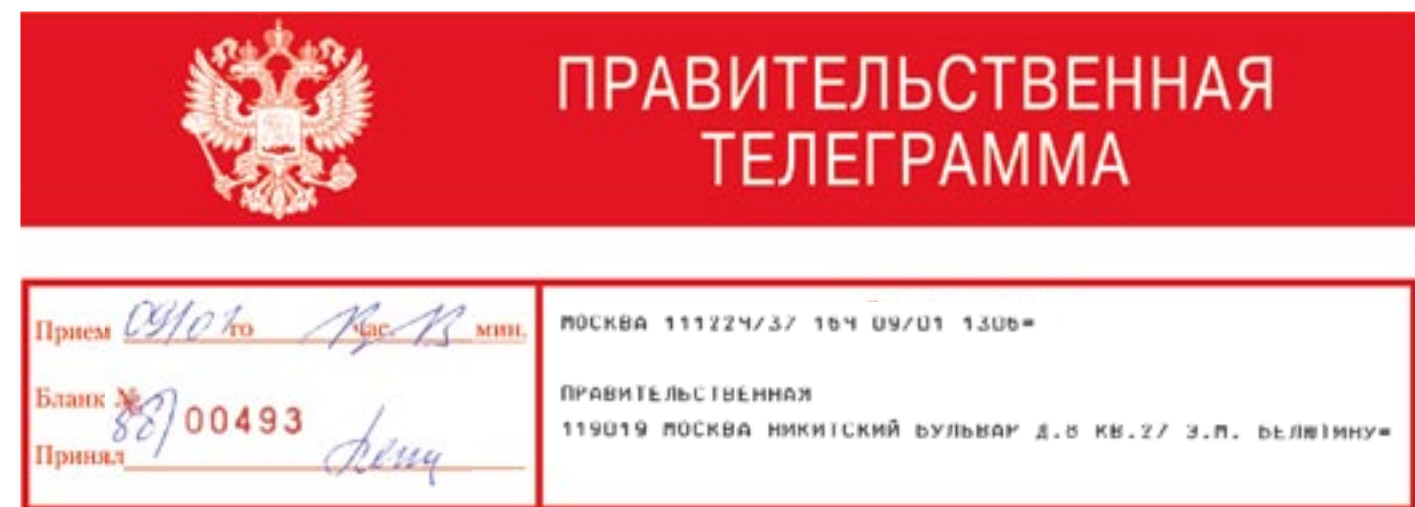 ПРАВИТЕЛЬСТВЕННАЯ
ТЕЛЕГРАММА
Прием 09/01 го час. 13 мин.
Бланк №
88/00493
Принял
МОСКВА 111224/37 164 09/01 1306=
ПРАВИТЕЛЬСТВЕННАЯ
119019 МОСКВА НИКИТСКИЙ БУЛЬВАР Д.8 КВ.27 Э.М. БЕЛЮТИНУ=